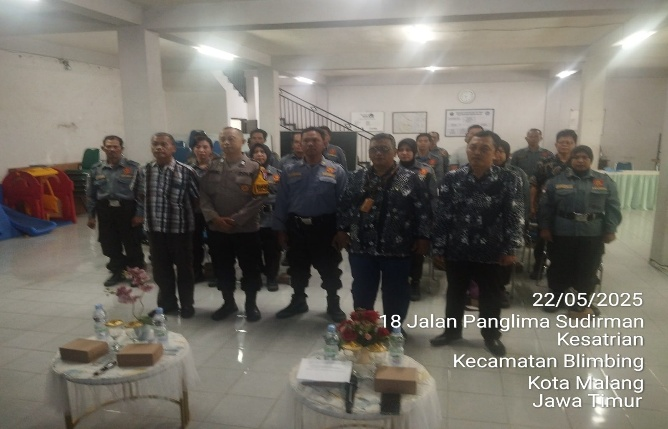 22/05/2025
18 Jalan Panglima Sudirman
Kesatrian
Kecamatan Blimbing
Kota Malang
Jawa Timur